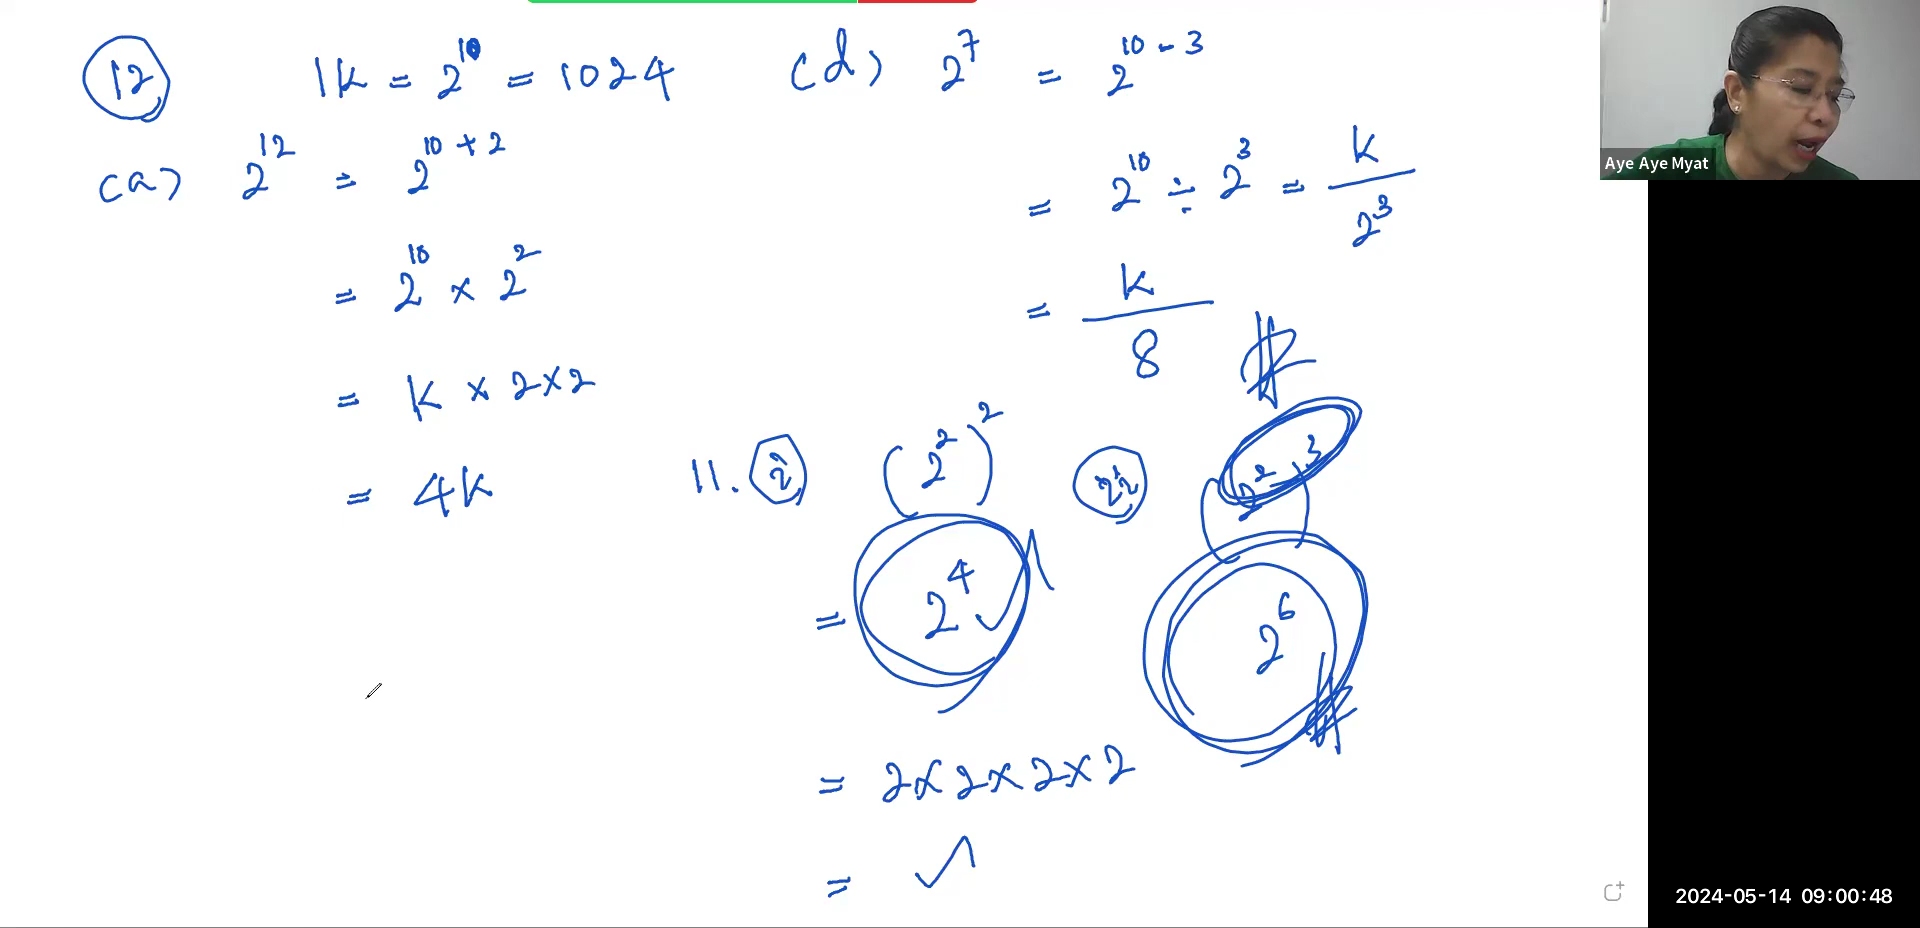 12 1K = 2^10 = 1024
(a) 2^12 = 2^10 + 2
= 2^10 × 2^2
= K × 2×2
= 4K
(d) 2^7 = 2^10 - 3
= 2^10 ÷ 2^3 = K / 2^3
= K / 8
11. i (2^2)^2
= 2^4
= 2×2×2×2
=
ii (2^2)^3
2^6
Aye Aye Myat
2024-05-14 09:00:48